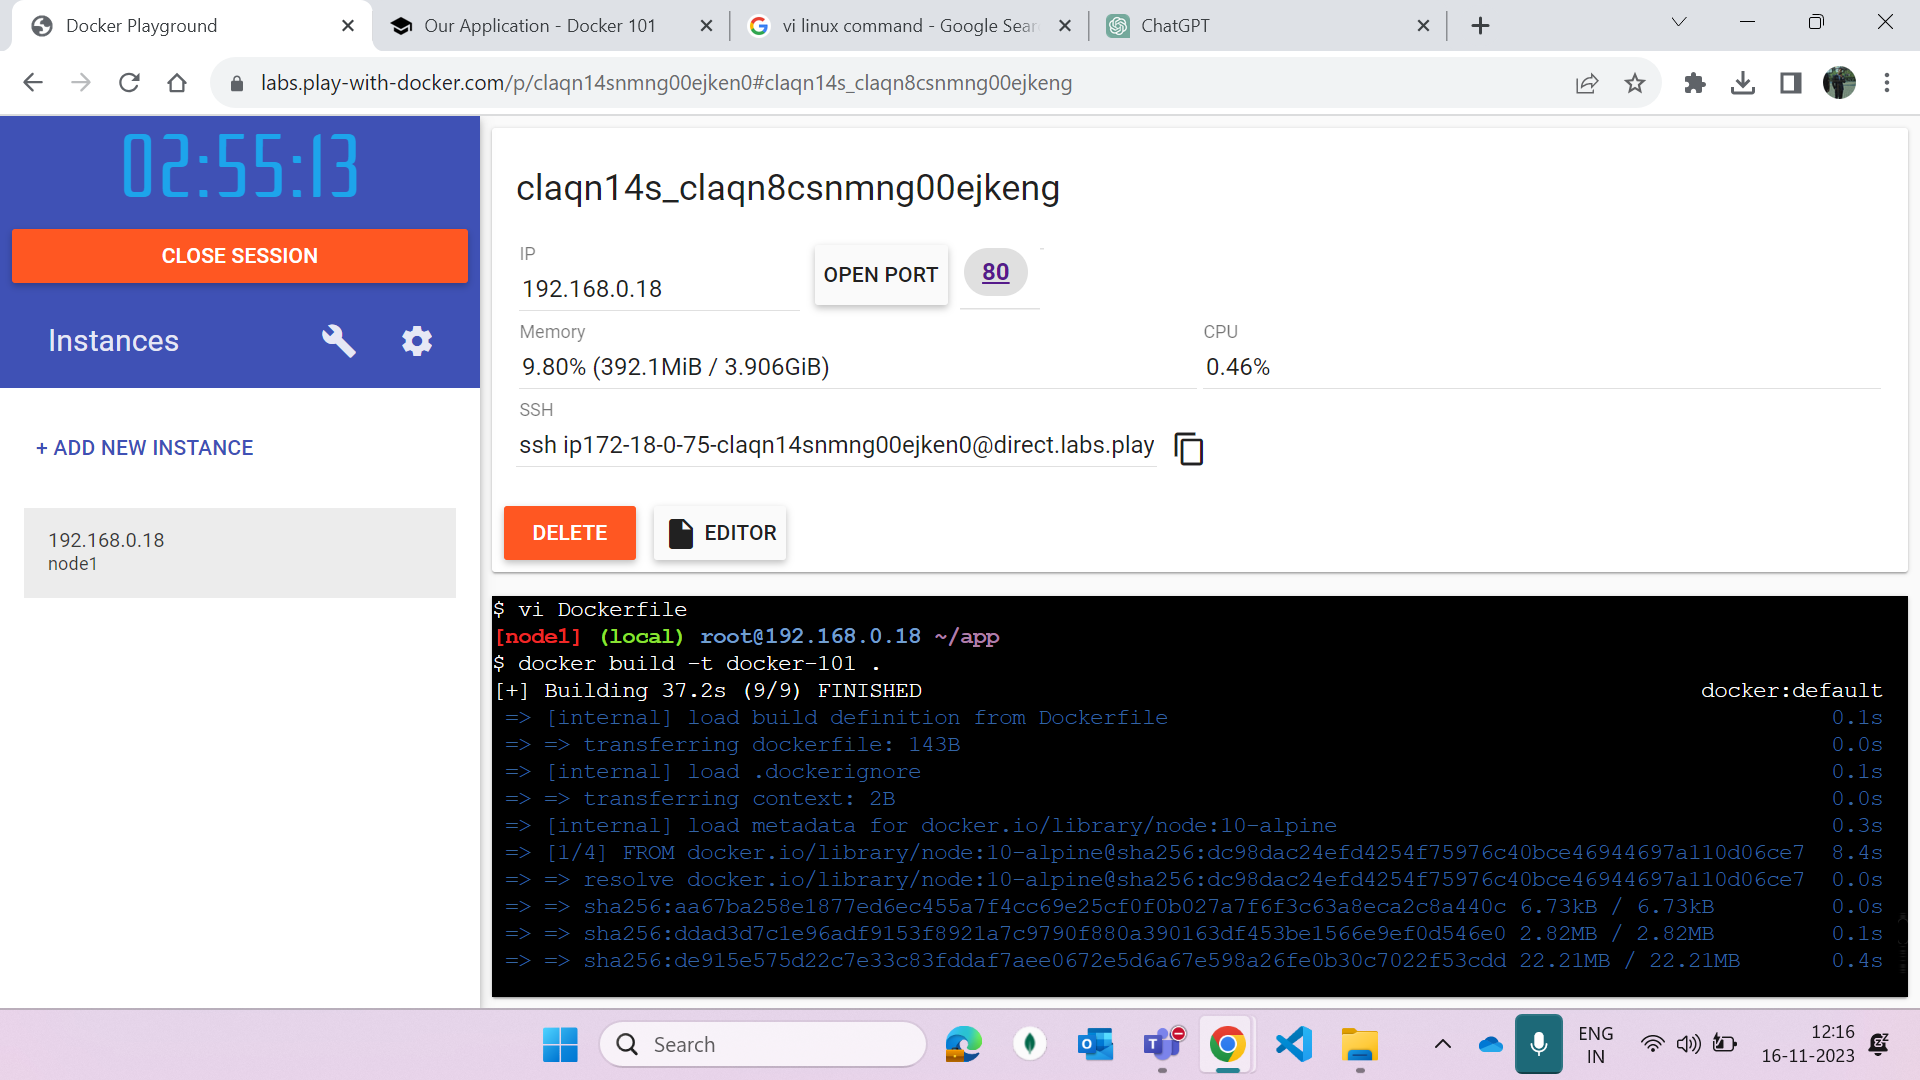 Docker Playground
Our Application - Docker 101
vi linux command - Google Sear
ChatGPT
labs.play-with-docker.com/p/claqn14snmng00ejken0#claqn14s_claqn8csnmng00ejkeng
02:55:13
CLOSE SESSION
Instances
+ ADD NEW INSTANCE
192.168.0.18
node1
claqn14s_claqn8csnmng00ejkeng
IP
192.168.0.18
OPEN PORT
80
Memory
9.80% (392.1MiB / 3.906GiB)
CPU
0.46%
SSH
ssh ip172-18-0-75-claqn14snmng00ejken0@direct.labs.play
DELETE
EDITOR
$ vi Dockerfile
[node1] (local) root@192.168.0.18 ~/app
$ docker build -t docker-101 .
[+] Building 37.2s (9/9) FINISHED docker:default
=> [internal] load build definition from Dockerfile 0.1s
=> => transferring dockerfile: 143B 0.0s
=> [internal] load .dockerignore 0.1s
=> => transferring context: 2B 0.0s
=> [internal] load metadata for docker.io/library/node:10-alpine 0.3s
=> [1/4] FROM docker.io/library/node:10-alpine@sha256:dc98dac24efd4254f75976c40bce46944697a110d06ce7 8.4s
=> => resolve docker.io/library/node:10-alpine@sha256:dc98dac24efd4254f75976c40bce46944697a110d06ce7 0.0s
=> => sha256:aa67ba258e1877ed6ec455a7f4cc69e25cf0f0b027a7f6f3c63a8eca2c8a440c 6.73kB / 6.73kB 0.0s
=> => sha256:ddad3d7c1e96adf9153f8921a7c9790f880a390163df453be1566e9ef0d546e0 2.82MB / 2.82MB 0.1s
=> => sha256:de915e575d22c7e33c83fddaf7aee0672e5d6a67e598a26fe0b30c7022f53cdd 22.21MB / 22.21MB 0.4s
Search
ENG
IN
12:16
16-11-2023